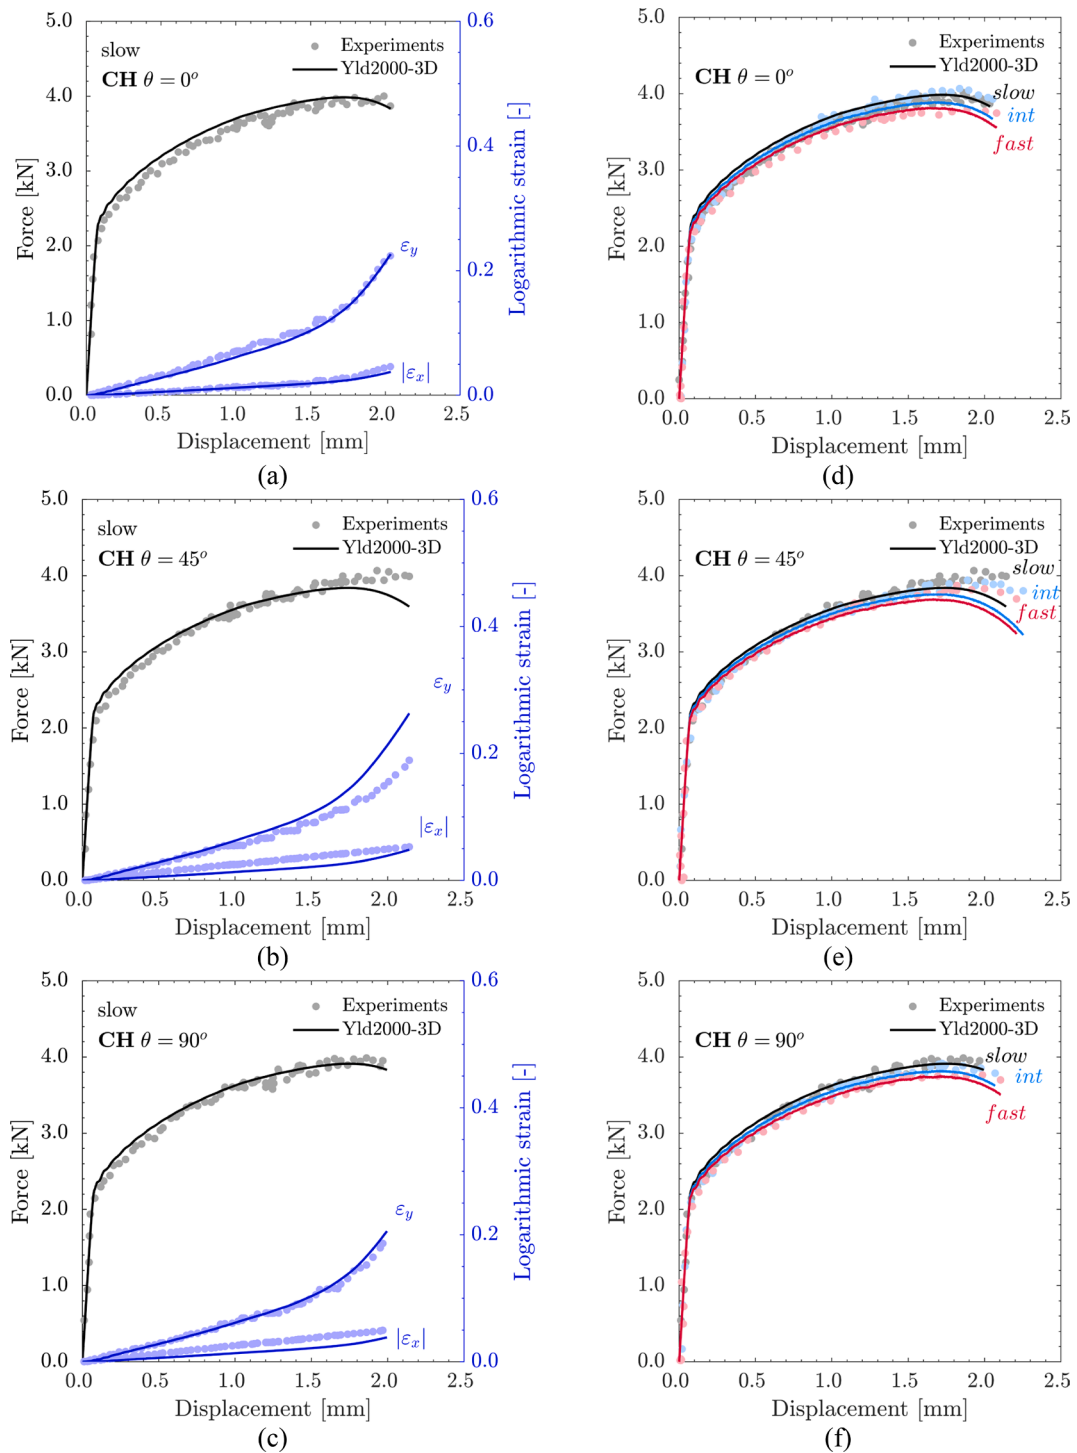 slow
CH θ = 0°
Experiments
Yld2000-3D
5.0
4.0
3.0
2.0
1.0
0.0
Force [kN]
0.6
0.4
0.2
0.0
Logarithmic strain [-]
εy
|εx|
0.0 0.5 1.0 1.5 2.0 2.5
Displacement [mm]
(a)
CH θ = 0°
Experiments
Yld2000-3D
slow
int
fast
5.0
4.0
3.0
2.0
1.0
0.0
Force [kN]
0.0 0.5 1.0 1.5 2.0 2.5
Displacement [mm]
(d)
slow
CH θ = 45°
Experiments
Yld2000-3D
5.0
4.0
3.0
2.0
1.0
0.0
Force [kN]
0.6
0.4
0.2
0.0
Logarithmic strain [-]
εy
|εx|
0.0 0.5 1.0 1.5 2.0 2.5
Displacement [mm]
(b)
CH θ = 45°
Experiments
Yld2000-3D
slow
int
fast
5.0
4.0
3.0
2.0
1.0
0.0
Force [kN]
0.0 0.5 1.0 1.5 2.0 2.5
Displacement [mm]
(e)
slow
CH θ = 90°
Experiments
Yld2000-3D
5.0
4.0
3.0
2.0
1.0
0.0
Force [kN]
0.6
0.4
0.2
0.0
Logarithmic strain [-]
εy
|εx|
0.0 0.5 1.0 1.5 2.0 2.5
Displacement [mm]
(c)
CH θ = 90°
Experiments
Yld2000-3D
slow
int
fast
5.0
4.0
3.0
2.0
1.0
0.0
Force [kN]
0.0 0.5 1.0 1.5 2.0 2.5
Displacement [mm]
(f)